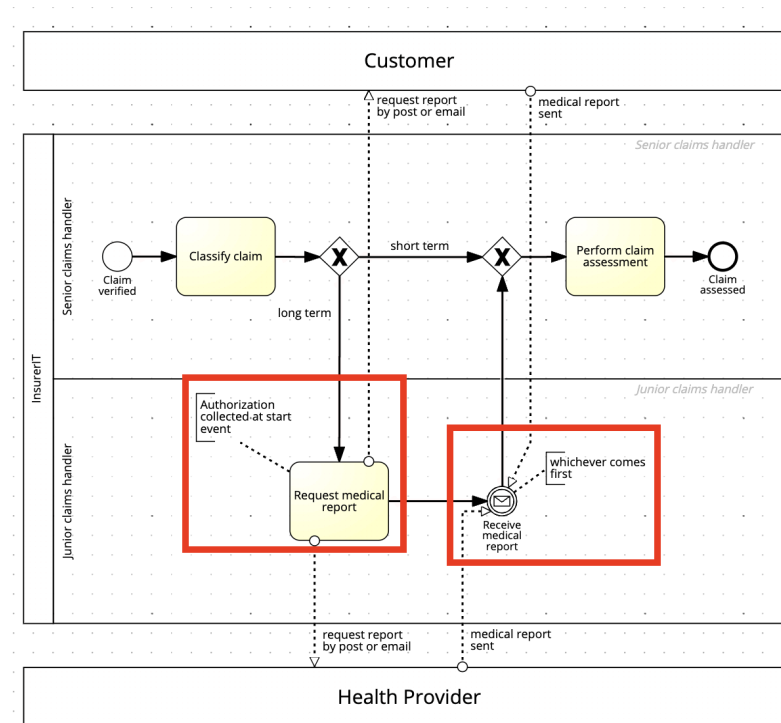 Customer
request report
by post or email
medical report
sent
Senior claims handler
Senior claims handler
InsurerIT
Claim
verified
Classify claim
X
short term
X
Perform claim
assessment
Claim
assessed
long term
Junior claims handler
Junior claims handler
Authorization
collected at start
event
Request medical
report
whichever comes
first
Receive
medical
report
request report
by post or email
medical report
sent
Health Provider